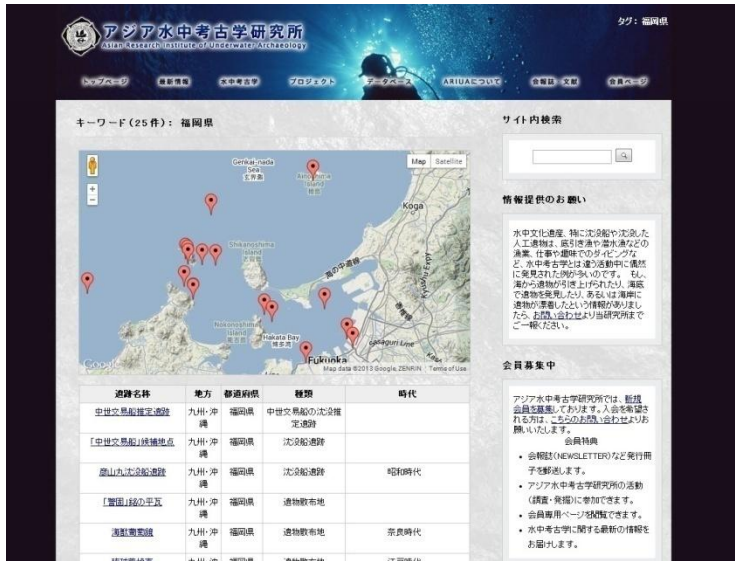 アジア水中考古学研究所
Asian Research Institute of Underwater Archaeology
タグ: 福岡県
トップページ
最新情報
水中考古学
プロジェクト
データベース
ARIUAについて
会報誌・文献
会員ページ
キーワード(25件): 福岡県
Genkai-nada
Sea
玄界灘
Map
Satellite
Koga
Shikanoshima
Island
海の中道線
Kyushu Expy
香椎線
Nokonoshima
Island
能古島
Hakata Bay
博多湾
Sasaguri Line
Fukuoka
Google
Map data ©2013 Google, ZENRIN
Terms of Use
遺跡名称
地方
都道府県
種類
時代
中世交易船推定遺跡
九州・沖縄
福岡県
中世交易船の沈没推定遺跡
「中世交易船」候補地点
九州・沖縄
福岡県
沈没船遺跡
九州・沖縄
福岡県
沈没船遺跡
昭和時代
「警固」銘の平瓦
九州・沖縄
福岡県
遺物散布地
海獣葡萄鏡
九州・沖縄
福岡県
遺物散布地
奈良時代
サイト内検索
情報提供のお願い
水中文化遺産、特に沈没船や沈没した
人工遺物は、底引き漁や潜水漁などの
漁業、仕事や趣味でのダイビングな
ど、水中考古学とは違う活動中に偶然
に発見された例が多いのです。 もし、
海から遺物が引き上げられたり、海底
で遺物を発見したり、あるいは海岸に
遺物が漂着したという情報がありまし
たら、お問い合わせより当研究所まで
ご一報ください。
会員募集中
アジア水中考古学研究所では、新規
会員を募集しております。入会を希望さ
れる方は、こちらのお問い合わせよりお
願いいたします。
会員特典
• 会報誌(NEWSLETTER)など発行冊
子を郵送します。
• アジア水中考古学研究所の活動
(調査・発掘)に参加できます。
• 会員専用ページを閲覧できます。
• 水中考古学に関する最新の情報を
お届けします。